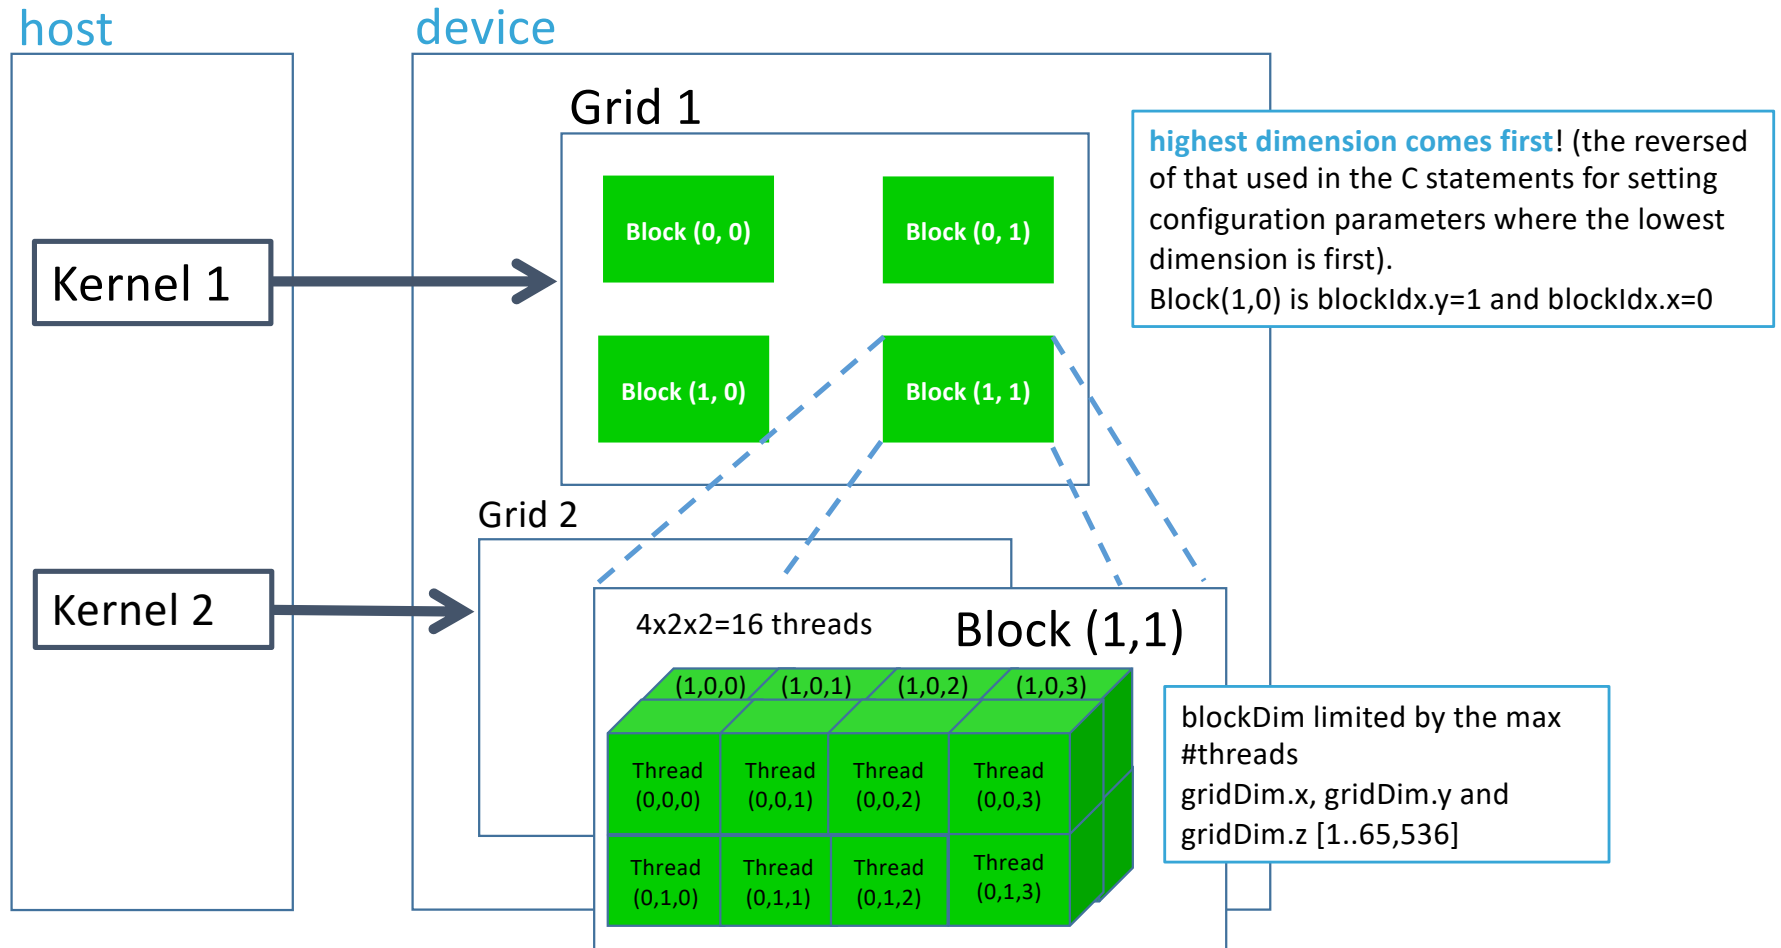 host
device
Grid 1
highest dimension comes first! (the reversed
of that used in the C statements for setting
configuration parameters where the lowest
dimension is first).
Block(1,0) is blockIdx.y=1 and blockIdx.x=0
Block (0, 0)
Block (0, 1)
Kernel 1
Block (1, 0)
Block (1, 1)
Grid 2
Kernel 2
4x2x2=16 threads
Block (1,1)
(1,0,0)
(1,0,1)
(1,0,2)
(1,0,3)
Thread
(0,0,0)
Thread
(0,0,1)
Thread
(0,0,2)
Thread
(0,0,3)
Thread
(0,1,0)
Thread
(0,1,1)
Thread
(0,1,2)
Thread
(0,1,3)
blockDim limited by the max
#threads
gridDim.x, gridDim.y and
gridDim.z [1..65,536]